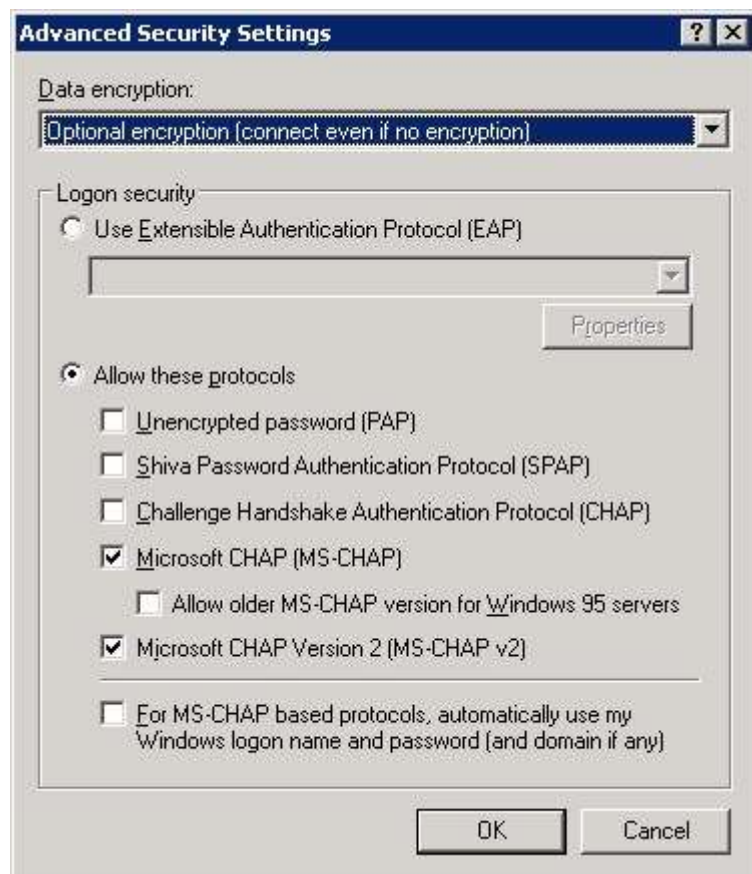 Advanced Security Settings
Data encryption:
Optional encryption (connect even if no encryption)
Logon security
Use Extensible Authentication Protocol (EAP)
Properties
Allow these protocols
Unencrypted password (PAP)
Shiva Password Authentication Protocol (SPAP)
Challenge Handshake Authentication Protocol (CHAP)
Microsoft CHAP (MS-CHAP)
Allow older MS-CHAP version for Windows 95 servers
Microsoft CHAP Version 2 (MS-CHAP v2)
For MS-CHAP based protocols, automatically use my
Windows logon name and password (and domain if any)
OK Cancel